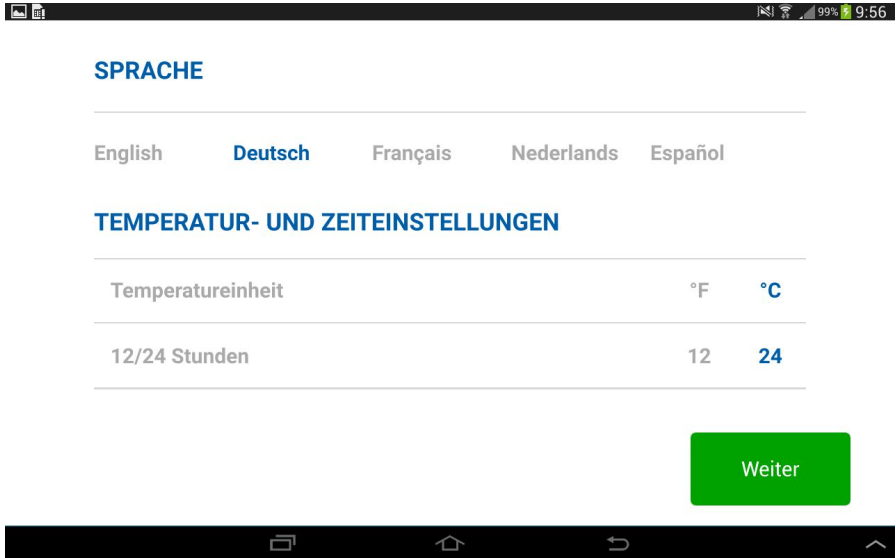 99% 9:56
SPRACHE
English Deutsch Français Nederlands Español
TEMPERATUR- UND ZEITEINSTELLUNGEN
Temperatureinheit °F °C
12/24 Stunden 12 24
Weiter